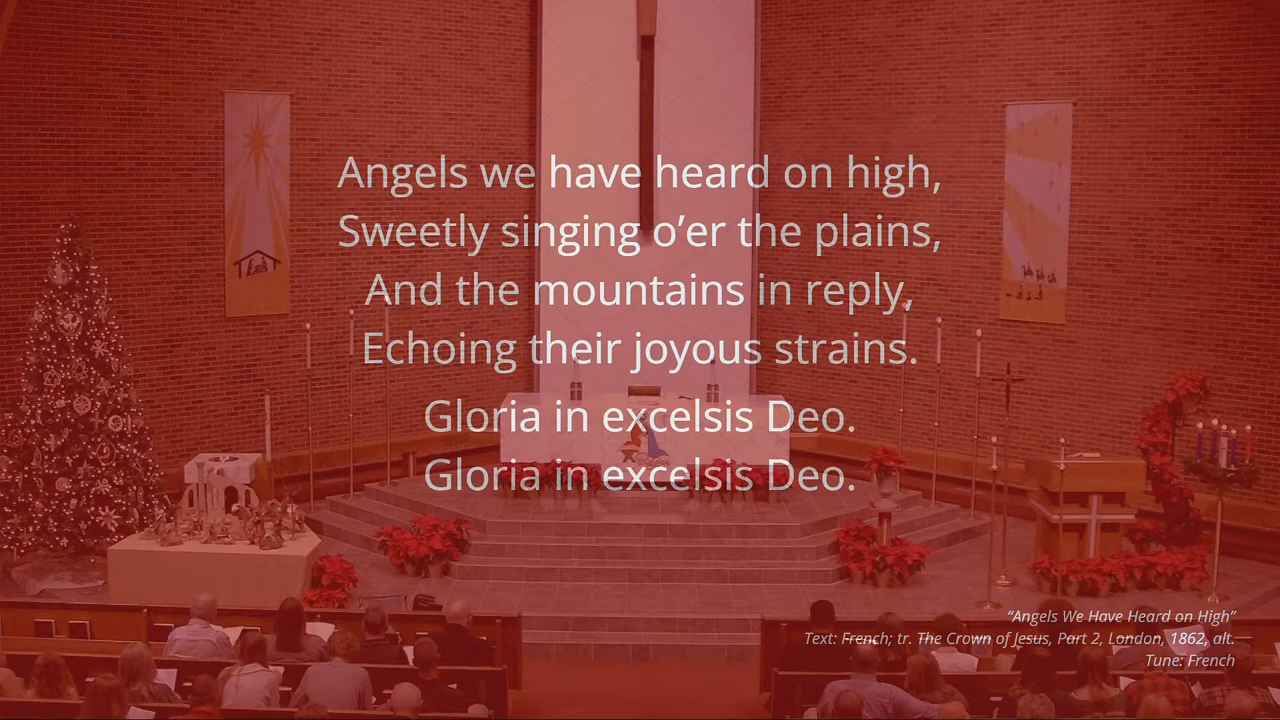 Angels we have heard on high,
Sweetly singing o’er the plains,
And the mountains in reply,
Echoing their joyous strains.
Gloria in excelsis Deo.
Gloria in excelsis Deo.
“Angels We Have Heard on High”
Text: French; tr. The Crown of Jesus, Part 2, London, 1862, alt.
Tune: French